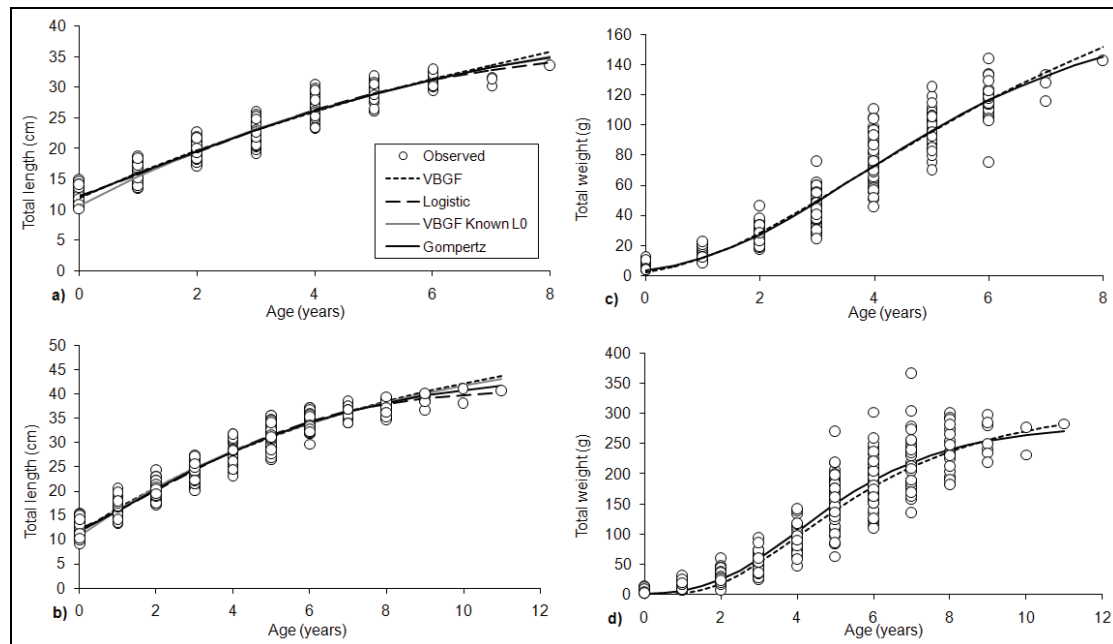 40
35
30
25
20
15
10
5
0
Total length (cm)
Observed
VBGF
Logistic
VBGF Known L0
Gompertz
0 2 4 6 8
a) Age (years)
160
140
120
100
80
60
40
20
0
Total weight (g)
0 2 4 6 8
c) Age (years)
50
45
40
35
30
25
20
15
10
5
0
Total length (cm)
0 2 4 6 8 10 12
b) Age (years)
400
350
300
250
200
150
100
50
0
Total weight (g)
0 2 4 6 8 10 12
Age (years) d)